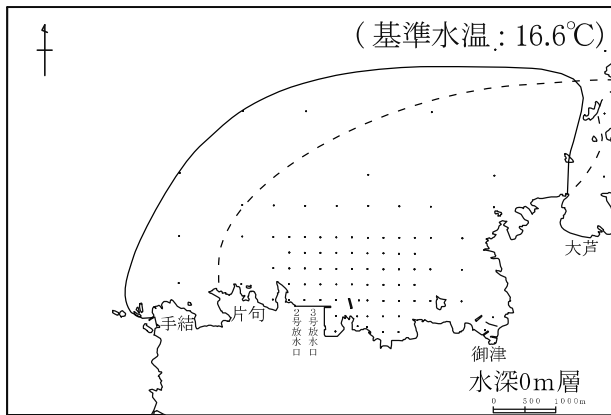 (基準水温:16.6℃)
大芦
手結
片句
2号放水口
3号放水口
御津
水深0m層
0 500 1000m